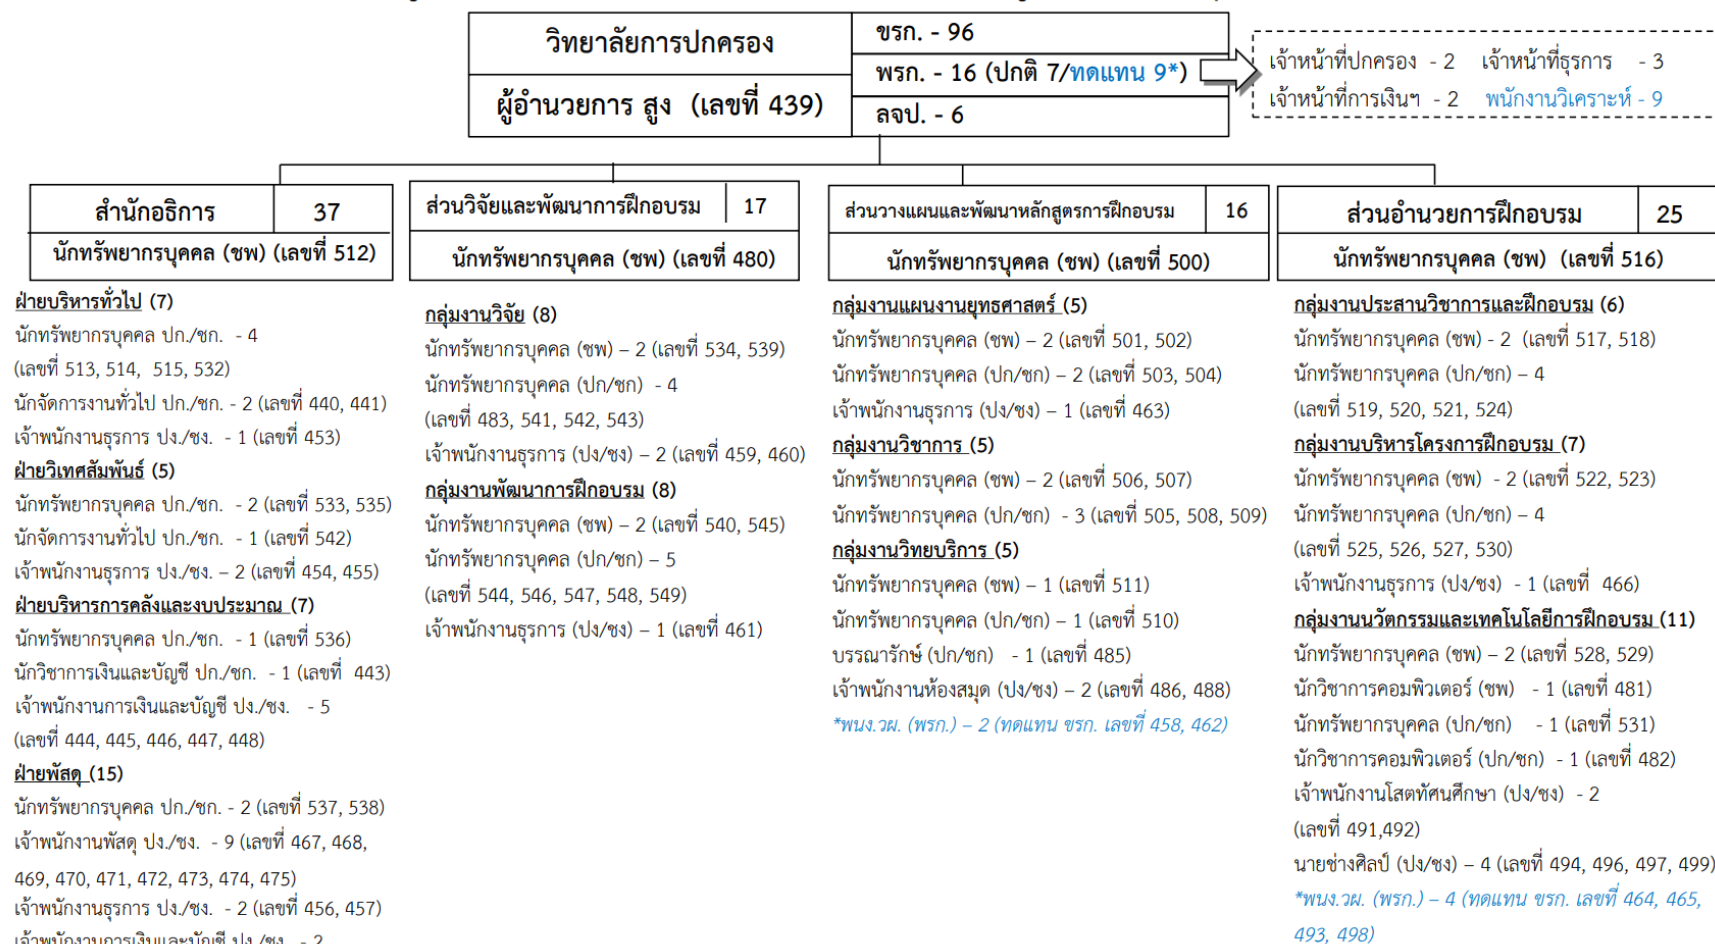 วิทยาลัยการปกครอง
ผู้อำนวยการ สูง (เลขที่ 439)
ขรก. - 96
พรก. - 16 (ปกติ 7/ทดแทน 9*)
ลจป. - 6
เจ้าหน้าที่ปกครอง - 2 เจ้าหน้าที่ธุรการ - 3
เจ้าหน้าที่การเงินฯ - 2 พนักงานวิเคราะห์ - 9
สำนักอธิการ 37
นักทรัพยากรบุคคล (ชพ) (เลขที่ 512)
ฝ่ายบริหารทั่วไป (7)
นักทรัพยากรบุคคล ปก./ชก. - 4
(เลขที่ 513, 514, 515, 532)
นักจัดการงานทั่วไป ปก./ชก. - 2 (เลขที่ 440, 441)
เจ้าพนักงานธุรการ ปง./ชง. - 1 (เลขที่ 453)
ฝ่ายวิเทศสัมพันธ์ (5)
นักทรัพยากรบุคคล ปก./ชก. - 2 (เลขที่ 533, 535)
นักจัดการงานทั่วไป ปก./ชก. - 1 (เลขที่ 542)
เจ้าพนักงานธุรการ ปง./ชง. – 2 (เลขที่ 454, 455)
ฝ่ายบริหารการคลังและงบประมาณ (7)
นักทรัพยากรบุคคล ปก./ชก. - 1 (เลขที่ 536)
นักวิชาการเงินและบัญชี ปก./ชก. - 1 (เลขที่ 443)
เจ้าพนักงานการเงินและบัญชี ปง./ชง. - 5
(เลขที่ 444, 445, 446, 447, 448)
ฝ่ายพัสดุ (15)
นักทรัพยากรบุคคล ปก./ชก. - 2 (เลขที่ 537, 538)
เจ้าพนักงานพัสดุ ปง./ชง. - 9 (เลขที่ 467, 468,
469, 470, 471, 472, 473, 474, 475)
เจ้าพนักงานธุรการ ปง./ชง. - 2 (เลขที่ 456, 457)
เจ้าพนักงานการเงินและบัญชี ปง./ชง. - 2
ส่วนวิจัยและพัฒนาการฝึกอบรม 17
นักทรัพยากรบุคคล (ชพ) (เลขที่ 480)
กลุ่มงานวิจัย (8)
นักทรัพยากรบุคคล (ชพ) – 2 (เลขที่ 534, 539)
นักทรัพยากรบุคคล (ปก/ชก) - 4
(เลขที่ 483, 541, 542, 543)
เจ้าพนักงานธุรการ (ปง/ชง) – 2 (เลขที่ 459, 460)
กลุ่มงานพัฒนาการฝึกอบรม (8)
นักทรัพยากรบุคคล (ชพ) – 2 (เลขที่ 540, 545)
นักทรัพยากรบุคคล (ปก/ชก) – 5
(เลขที่ 544, 546, 547, 548, 549)
เจ้าพนักงานธุรการ (ปง/ชง) – 1 (เลขที่ 461)
ส่วนวางแผนและพัฒนาหลักสูตรการฝึกอบรม 16
นักทรัพยากรบุคคล (ชพ) (เลขที่ 500)
กลุ่มงานแผนงานยุทธศาสตร์ (5)
นักทรัพยากรบุคคล (ชพ) – 2 (เลขที่ 501, 502)
นักทรัพยากรบุคคล (ปก/ชก) – 2 (เลขที่ 503, 504)
เจ้าพนักงานธุรการ (ปง/ชง) – 1 (เลขที่ 463)
กลุ่มงานวิชาการ (5)
นักทรัพยากรบุคคล (ชพ) – 2 (เลขที่ 506, 507)
นักทรัพยากรบุคคล (ปก/ชก) - 3 (เลขที่ 505, 508, 509)
กลุ่มงานวิทยบริการ (5)
นักทรัพยากรบุคคล (ชพ) – 1 (เลขที่ 511)
นักทรัพยากรบุคคล (ปก/ชก) – 1 (เลขที่ 510)
บรรณารักษ์ (ปก/ชก) - 1 (เลขที่ 485)
เจ้าพนักงานห้องสมุด (ปง/ชง) – 2 (เลขที่ 486, 488)
*พนง.วผ. (พรก.) – 2 (ทดแทน ขรก. เลขที่ 458, 462)
ส่วนอำนวยการฝึกอบรม 25
นักทรัพยากรบุคคล (ชพ) (เลขที่ 516)
กลุ่มงานประสานวิชาการและฝึกอบรม (6)
นักทรัพยากรบุคคล (ชพ) - 2 (เลขที่ 517, 518)
นักทรัพยากรบุคคล (ปก/ชก) – 4
(เลขที่ 519, 520, 521, 524)
กลุ่มงานบริหารโครงการฝึกอบรม (7)
นักทรัพยากรบุคคล (ชพ) - 2 (เลขที่ 522, 523)
นักทรัพยากรบุคคล (ปก/ชก) – 4
(เลขที่ 525, 526, 527, 530)
เจ้าพนักงานธุรการ (ปง/ชง) - 1 (เลขที่ 466)
กลุ่มงานนวัตกรรมและเทคโนโลยีการฝึกอบรม (11)
นักทรัพยากรบุคคล (ชพ) – 2 (เลขที่ 528, 529)
นักวิชาการคอมพิวเตอร์ (ชพ) - 1 (เลขที่ 481)
นักทรัพยากรบุคคล (ปก/ชก) - 1 (เลขที่ 531)
นักวิชาการคอมพิวเตอร์ (ปก/ชก) - 1 (เลขที่ 482)
เจ้าพนักงานโสตทัศนศึกษา (ปง/ชง) - 2
(เลขที่ 491,492)
นายช่างศิลป์ (ปง/ชง) – 4 (เลขที่ 494, 496, 497, 499)
*พนง.วผ. (พรก.) – 4 (ทดแทน ขรก. เลขที่ 464, 465,
493, 498)